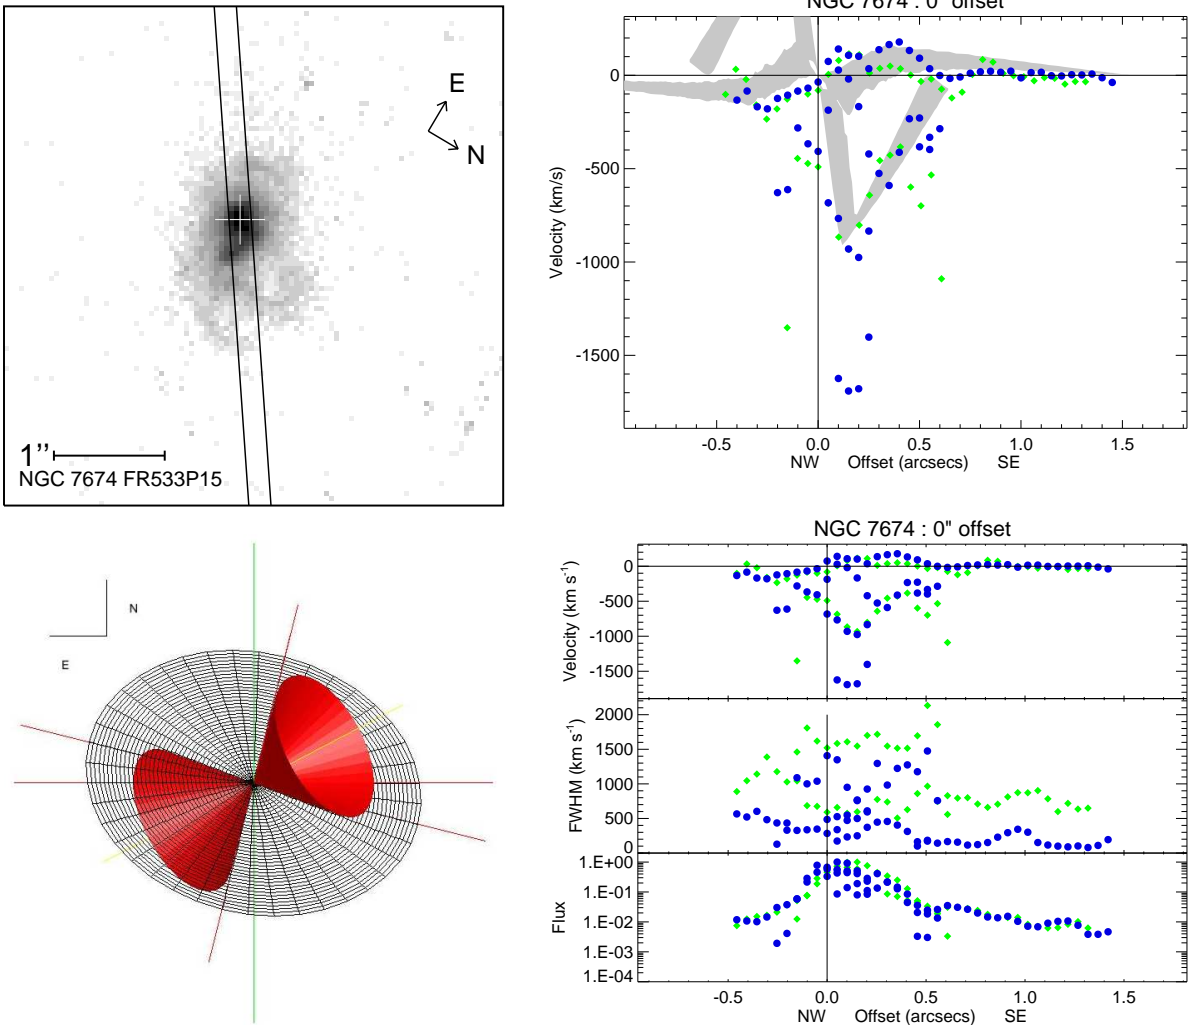 E
N
1’’
NGC 7674 FR533P15
NGC 7674 : 0" offset
0
-500
-1000
-1500
Velocity (km/s)
-0.5 0.0 0.5 1.0 1.5
NW Offset (arcsecs) SE
N
E
NGC 7674 : 0" offset
0
-500
-1000
-1500
Velocity (km s⁻¹)
2000
1500
1000
500
0
FWHM (km s⁻¹)
1.E+00
1.E-01
1.E-02
1.E-03
1.E-04
Flux
-0.5 0.0 0.5 1.0 1.5
NW Offset (arcsecs) SE